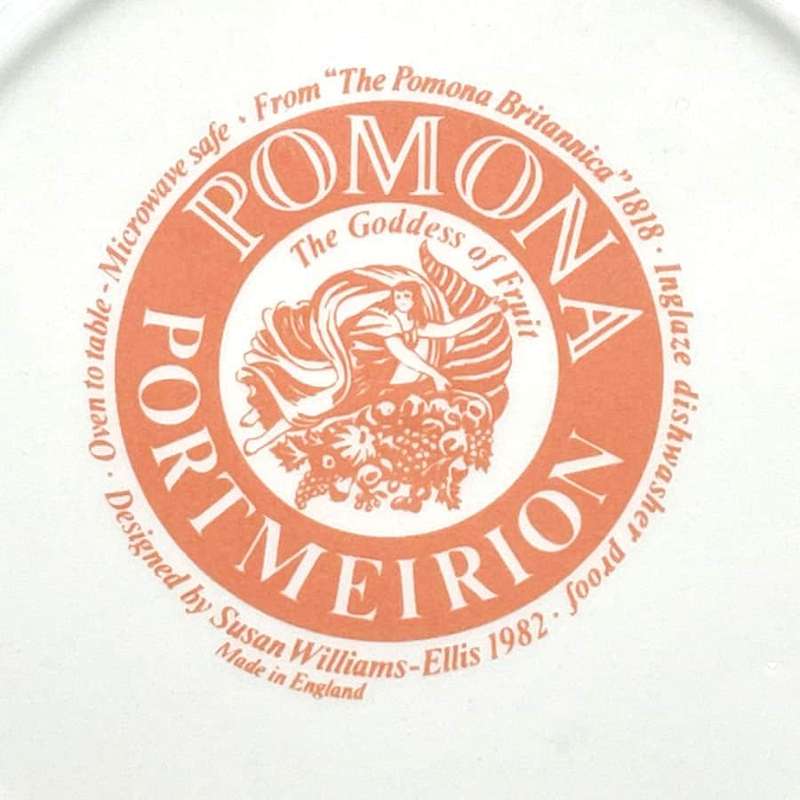 POMONA
PORTMEIRION
The Goddess of Fruit
From "The Pomona Britannica" 1818 · Inglaze dishwasher proof ·
Designed by Susan Williams-Ellis 1982 ·
Oven to table - Microwave safe ·
Made in England